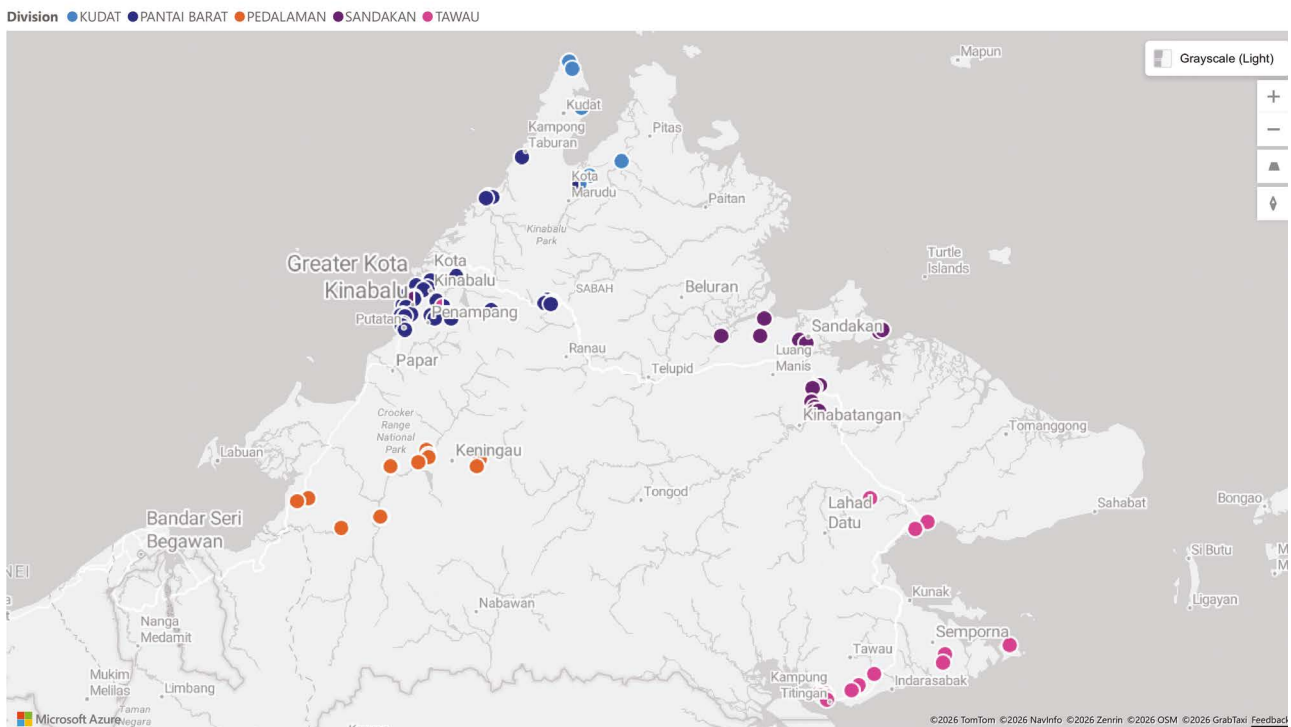 Division KUDAT PANTAI BARAT PEDALAMAN SANDAKAN TAWAU
Mapun
Grayscale (Light)
Kudat
Kampong
Taburan
Pitas
Kota
Marudu
Paitan
Kinabalu
Park
Turtle
Islands
Greater Kota
Kinabalu
Kota
Kinabalu
SABAH
Beluran
Putatan
Penampang
Sandakan
Papar
Ranau
Luang
Manis
Telupid
Crocker
Range
National
Park
Kinabatangan
Tomanggong
Labuan
Keningau
Tongod
Lahad
Datu
Sahabat
Bongao
Bandar Seri
Begawan
Si Butu
NEI
Kunak
Ligayan
Nabawan
Nanga
Medamit
Semporna
Tawau
Mukim
Melilas
Limbang
Kampung
Titingan
Indarasabak
Taman
Negara
Microsoft Azure
©2026 TomTom ©2026 NavInfo ©2026 Zenrin ©2026 OSM ©2026 GrabTaxi Feedback